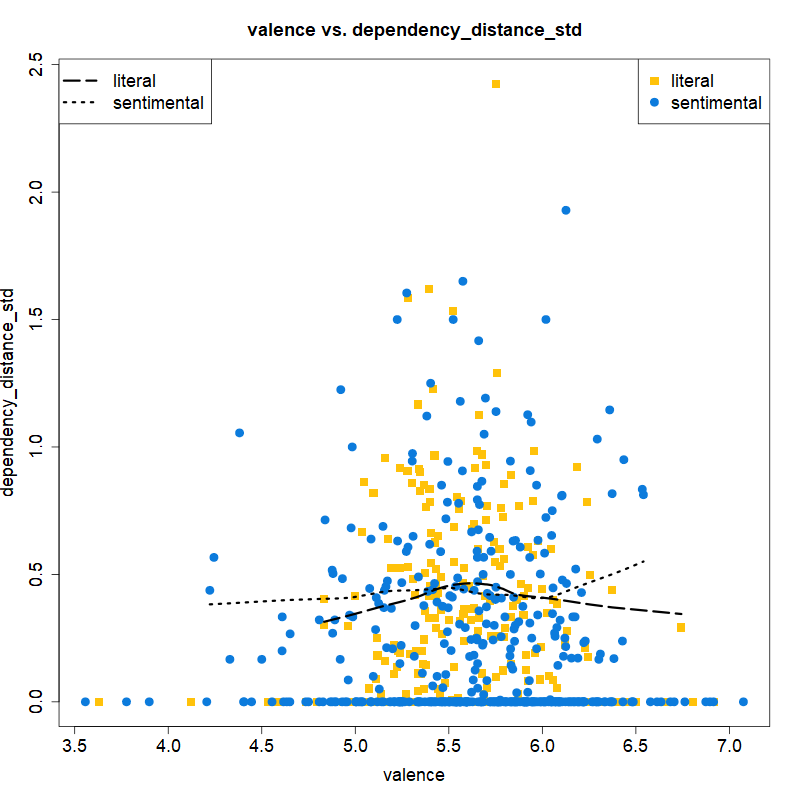 valence vs. dependency_distance_std
literal
sentimental
literal
sentimental
dependency_distance_std
2.5
2.0
1.5
1.0
0.5
0.0
3.5 4.0 4.5 5.0 5.5 6.0 6.5 7.0
valence